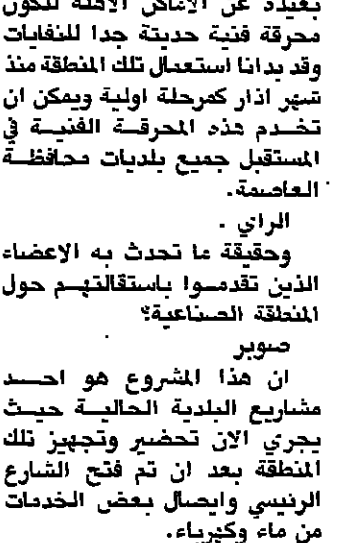 بعيدة عن الاماكن الآهلة لتكون
محرقة فنية حديثة جدا للنفايات
وقد بدانا استعمال تلك المنطقة منذ
شهر اذار كمرحلة اولية ويمكن ان
تخدم هذه المحرقة الفنية في
المستقبل جميع بلديات محافظة
العاصمة.
الراي .
وحقيقة ما تحدث به الاعضاء
الذين تقدموا باستقالتهم حول
المنطقة الصناعية؟
صوير
ان هذا المشروع هو احد
مشاريع البلدية الحالية حيث
يجري الان تحضير وتجهيز تلك
المنطقة بعد ان تم فتح الشارع
الرئيسي وايصال بعض الخدمات
من ماء وكهرباء.